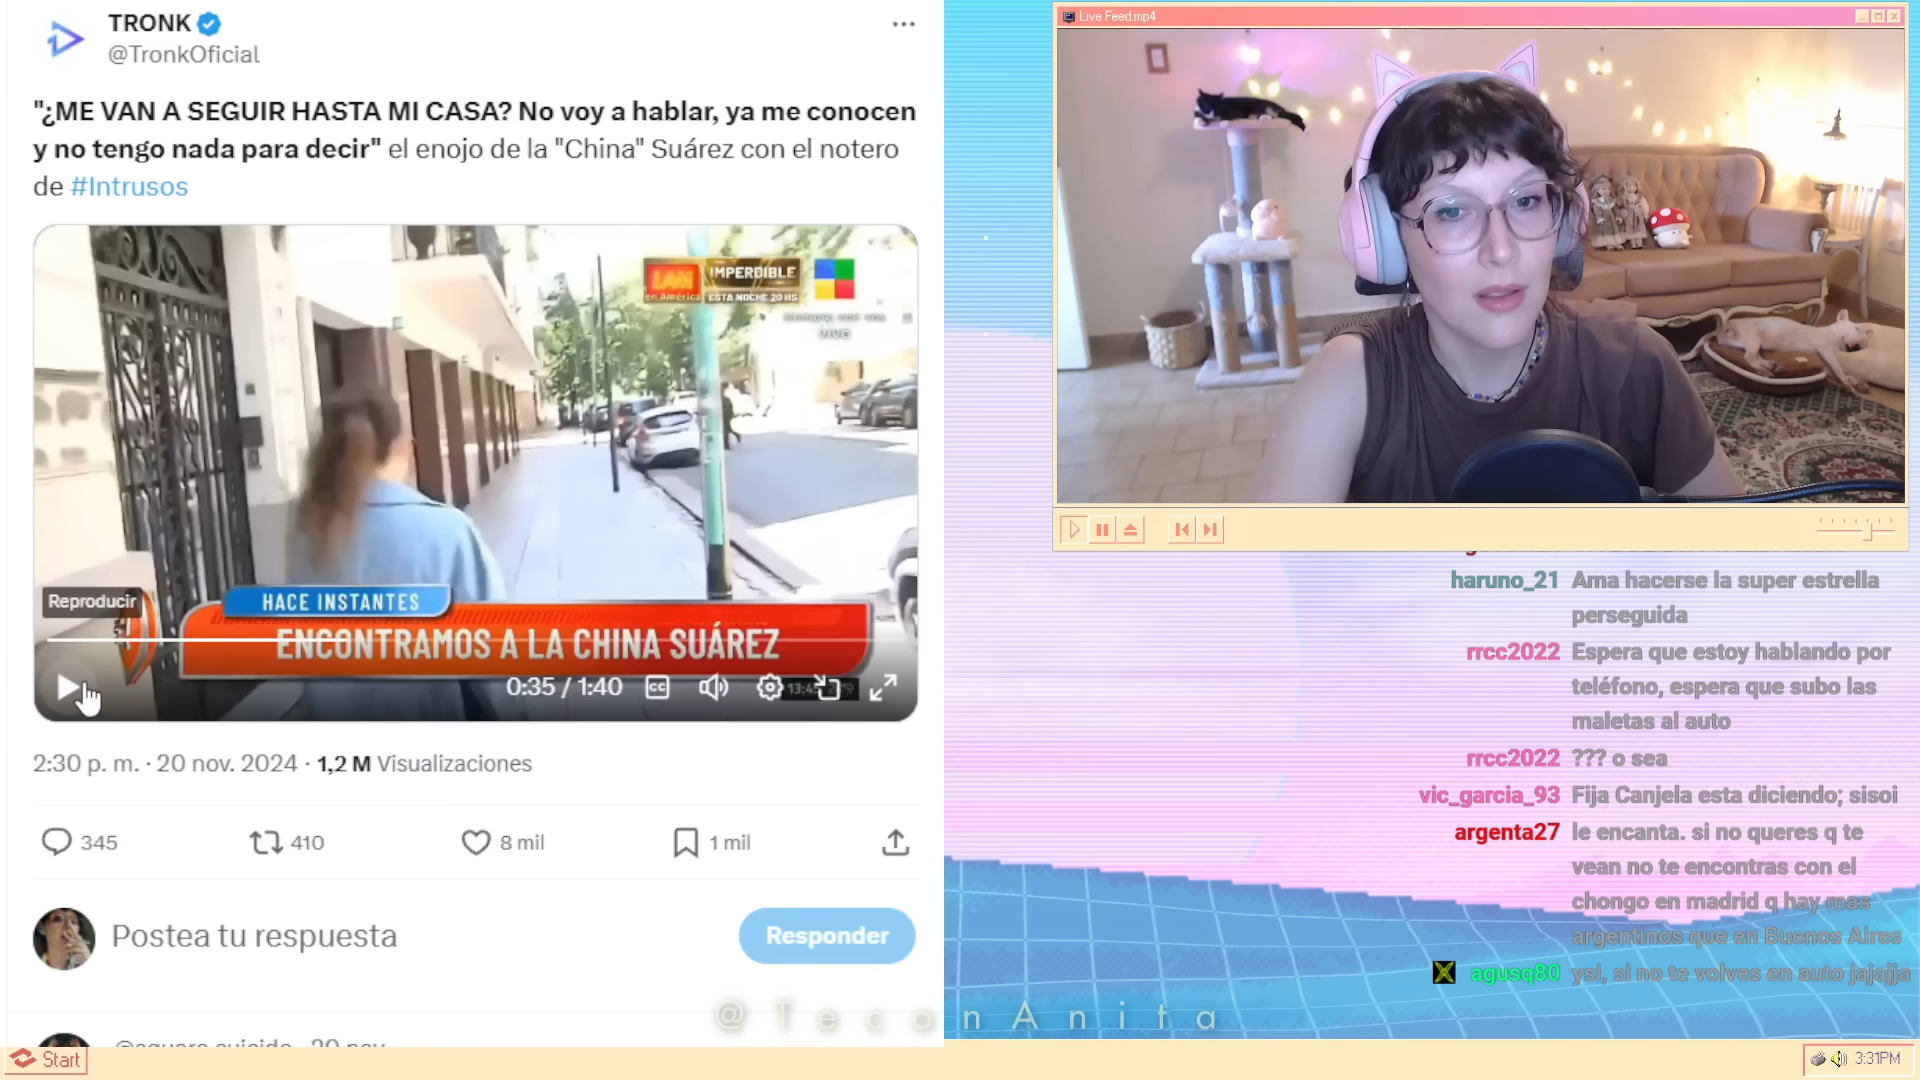 TRONK
@TronkOficial
"¿ME VAN A SEGUIR HASTA MI CASA? No voy a hablar, ya me conocen
y no tengo nada para decir" el enojo de la "China" Suárez con el notero
de #Intrusos
LAM
en América
IMPERDIBLE
ESTA NOCHE 20 HS
VIVO
Reproducir
HACE INSTANTES
ENCONTRAMOS A LA CHINA SUÁREZ
0:35 / 1:40
CC
2:30 p. m. · 20 nov. 2024 · 1,2 M Visualizaciones
345
410
8 mil
1 mil
Postea tu respuesta
Responder
@TeconAnita
Start
Live Feed.mp4
haruno_21 Ama hacerse la super estrella
perseguida
rrcc2022 Espera que estoy hablando por
teléfono, espera que subo las
maletas al auto
rrcc2022 ??? o sea
vic_garcia_93 Fija Canjela esta diciendo; sisoi
argenta27 le encanta. si no queres q te
vean no te encontras con el
chongo en madrid q hay mas
argentinos que en Buenos Aires
agusq80 ysi, si no te volves en auto jajajja
3:31PM